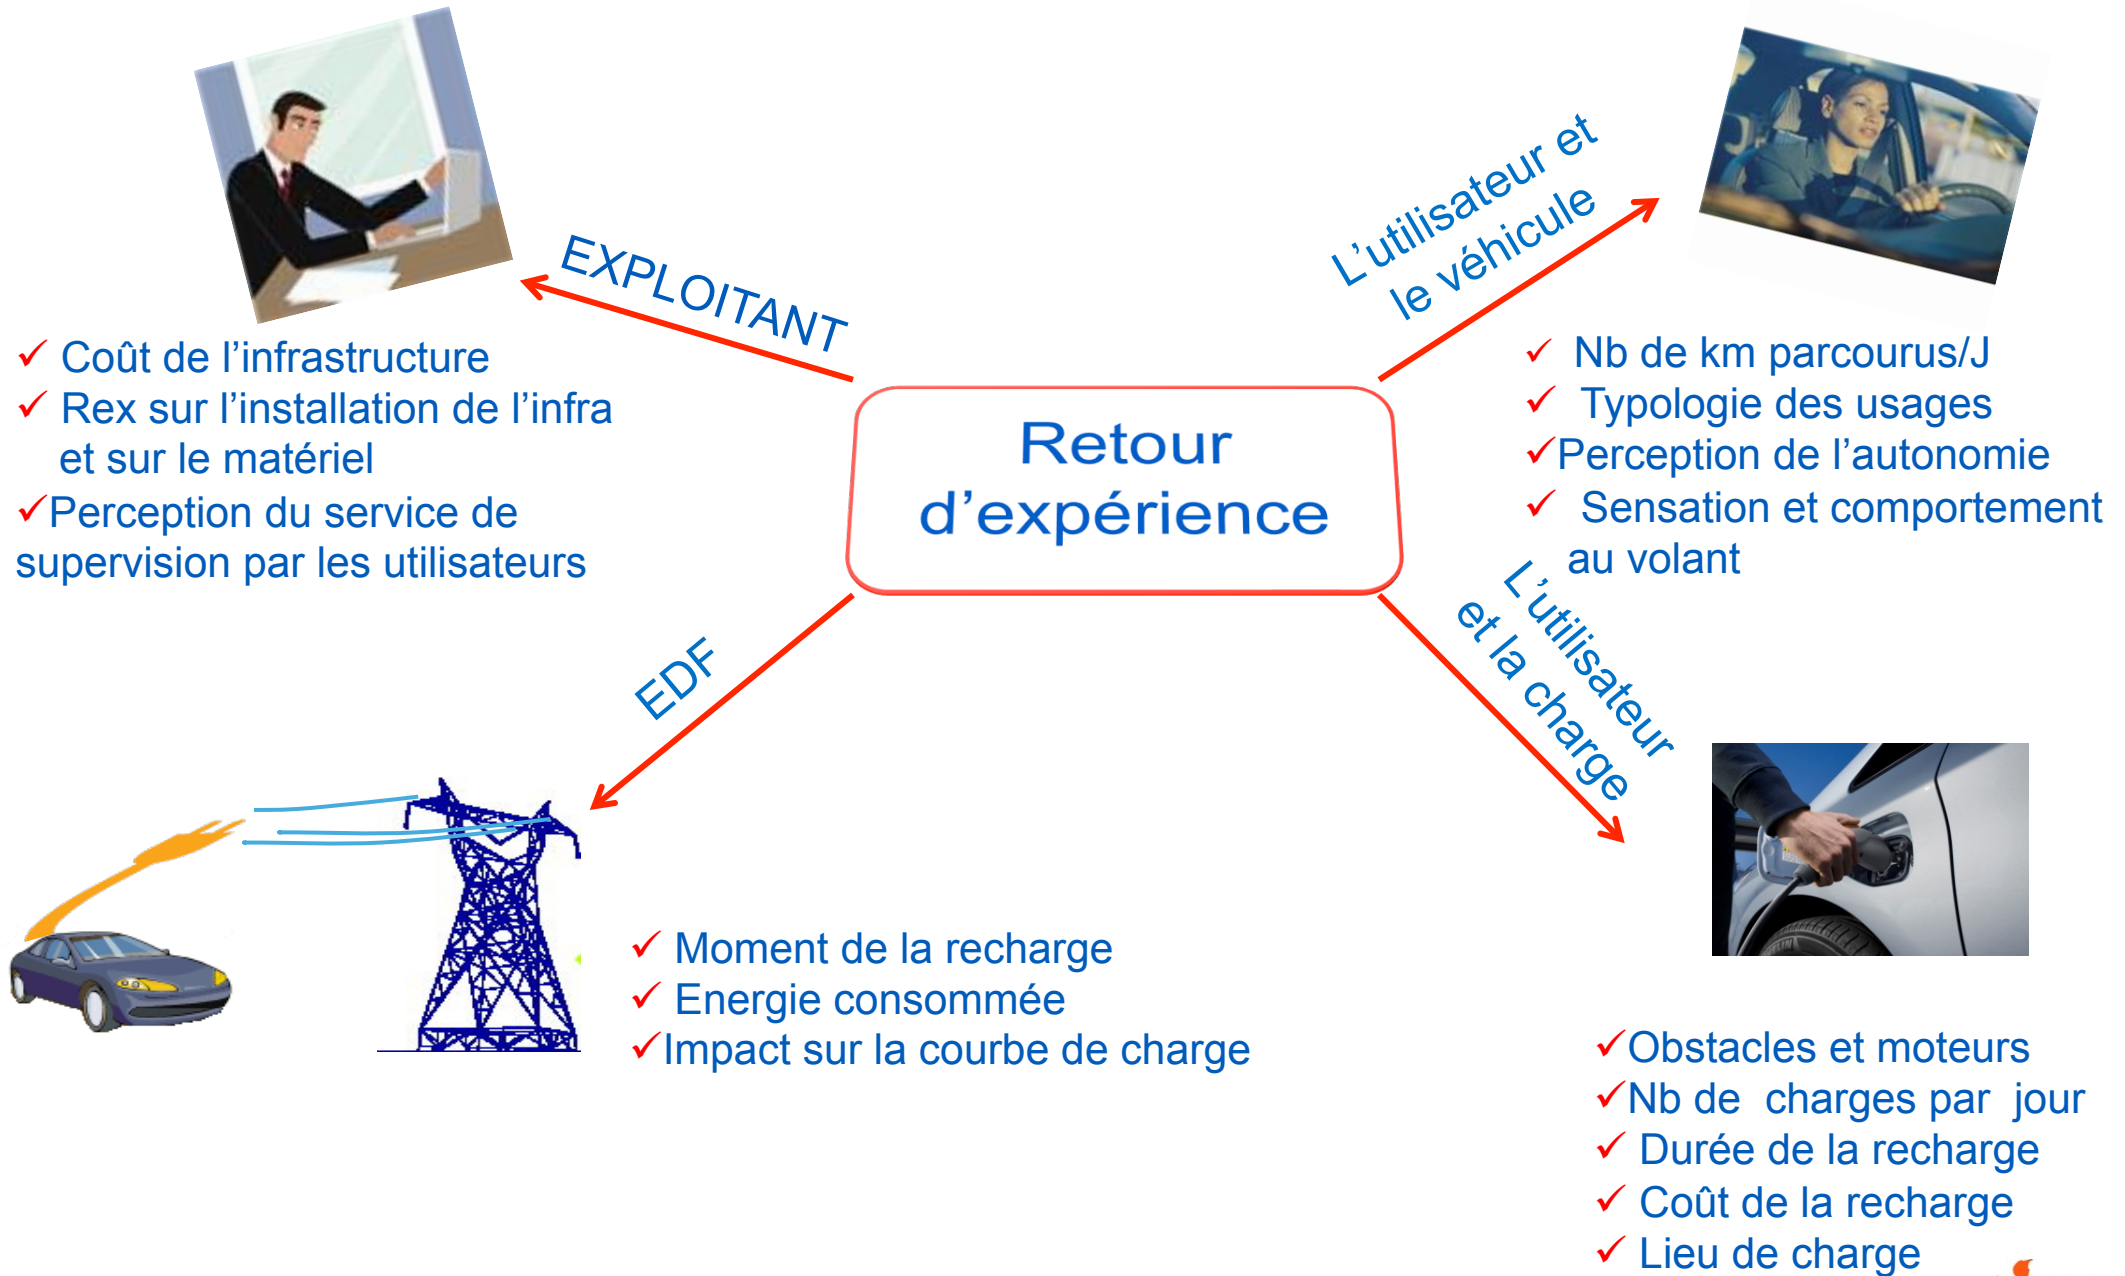 EXPLOITANT
✓ Coût de l’infrastructure
✓ Rex sur l’installation de l’infra
et sur le matériel
✓Perception du service de
supervision par les utilisateurs
L’utilisateur et
le véhicule
✓ Nb de km parcourus/J
✓ Typologie des usages
✓Perception de l’autonomie
✓ Sensation et comportement
au volant
Retour
d’expérience
EDF
✓ Moment de la recharge
✓ Energie consommée
✓Impact sur la courbe de charge
L’utilisateur
et la charge
✓Obstacles et moteurs
✓Nb de charges par jour
✓ Durée de la recharge
✓ Coût de la recharge
✓ Lieu de charge